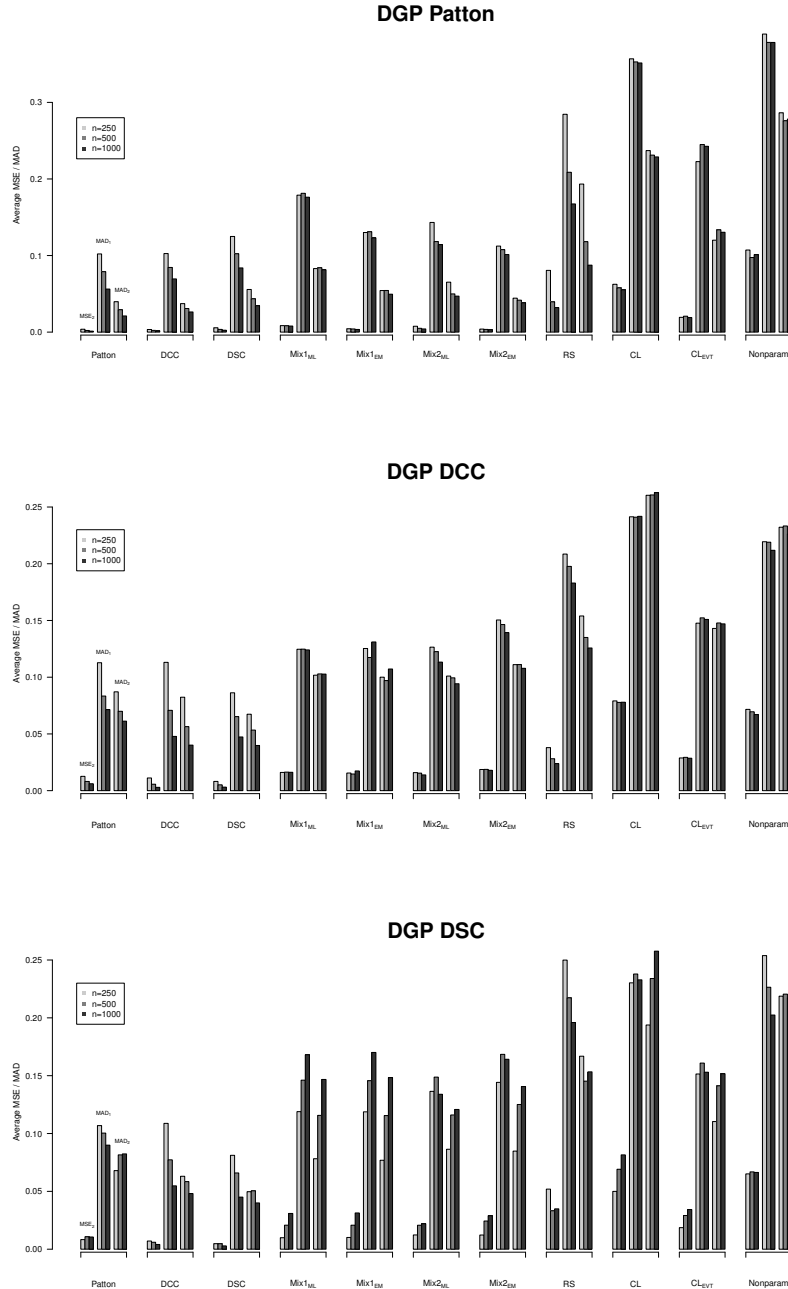 DGP Patton
Average MSE / MAD
0.3
0.2
0.1
0.0
n=250
n=500
n=1000
MSE₂
MAD₁
MAD₂
Patton DCC DSC Mix1ML Mix1EM Mix2ML Mix2EM RS CL CLEVT Nonparam
DGP DCC
Average MSE / MAD
0.25
0.20
0.15
0.10
0.05
0.00
n=250
n=500
n=1000
MSE₂
MAD₁
MAD₂
Patton DCC DSC Mix1ML Mix1EM Mix2ML Mix2EM RS CL CLEVT Nonparam
DGP DSC
Average MSE / MAD
0.25
0.20
0.15
0.10
0.05
0.00
n=250
n=500
n=1000
MSE₂
MAD₁
MAD₂
Patton DCC DSC Mix1ML Mix1EM Mix2ML Mix2EM RS CL CLEVT Nonparam